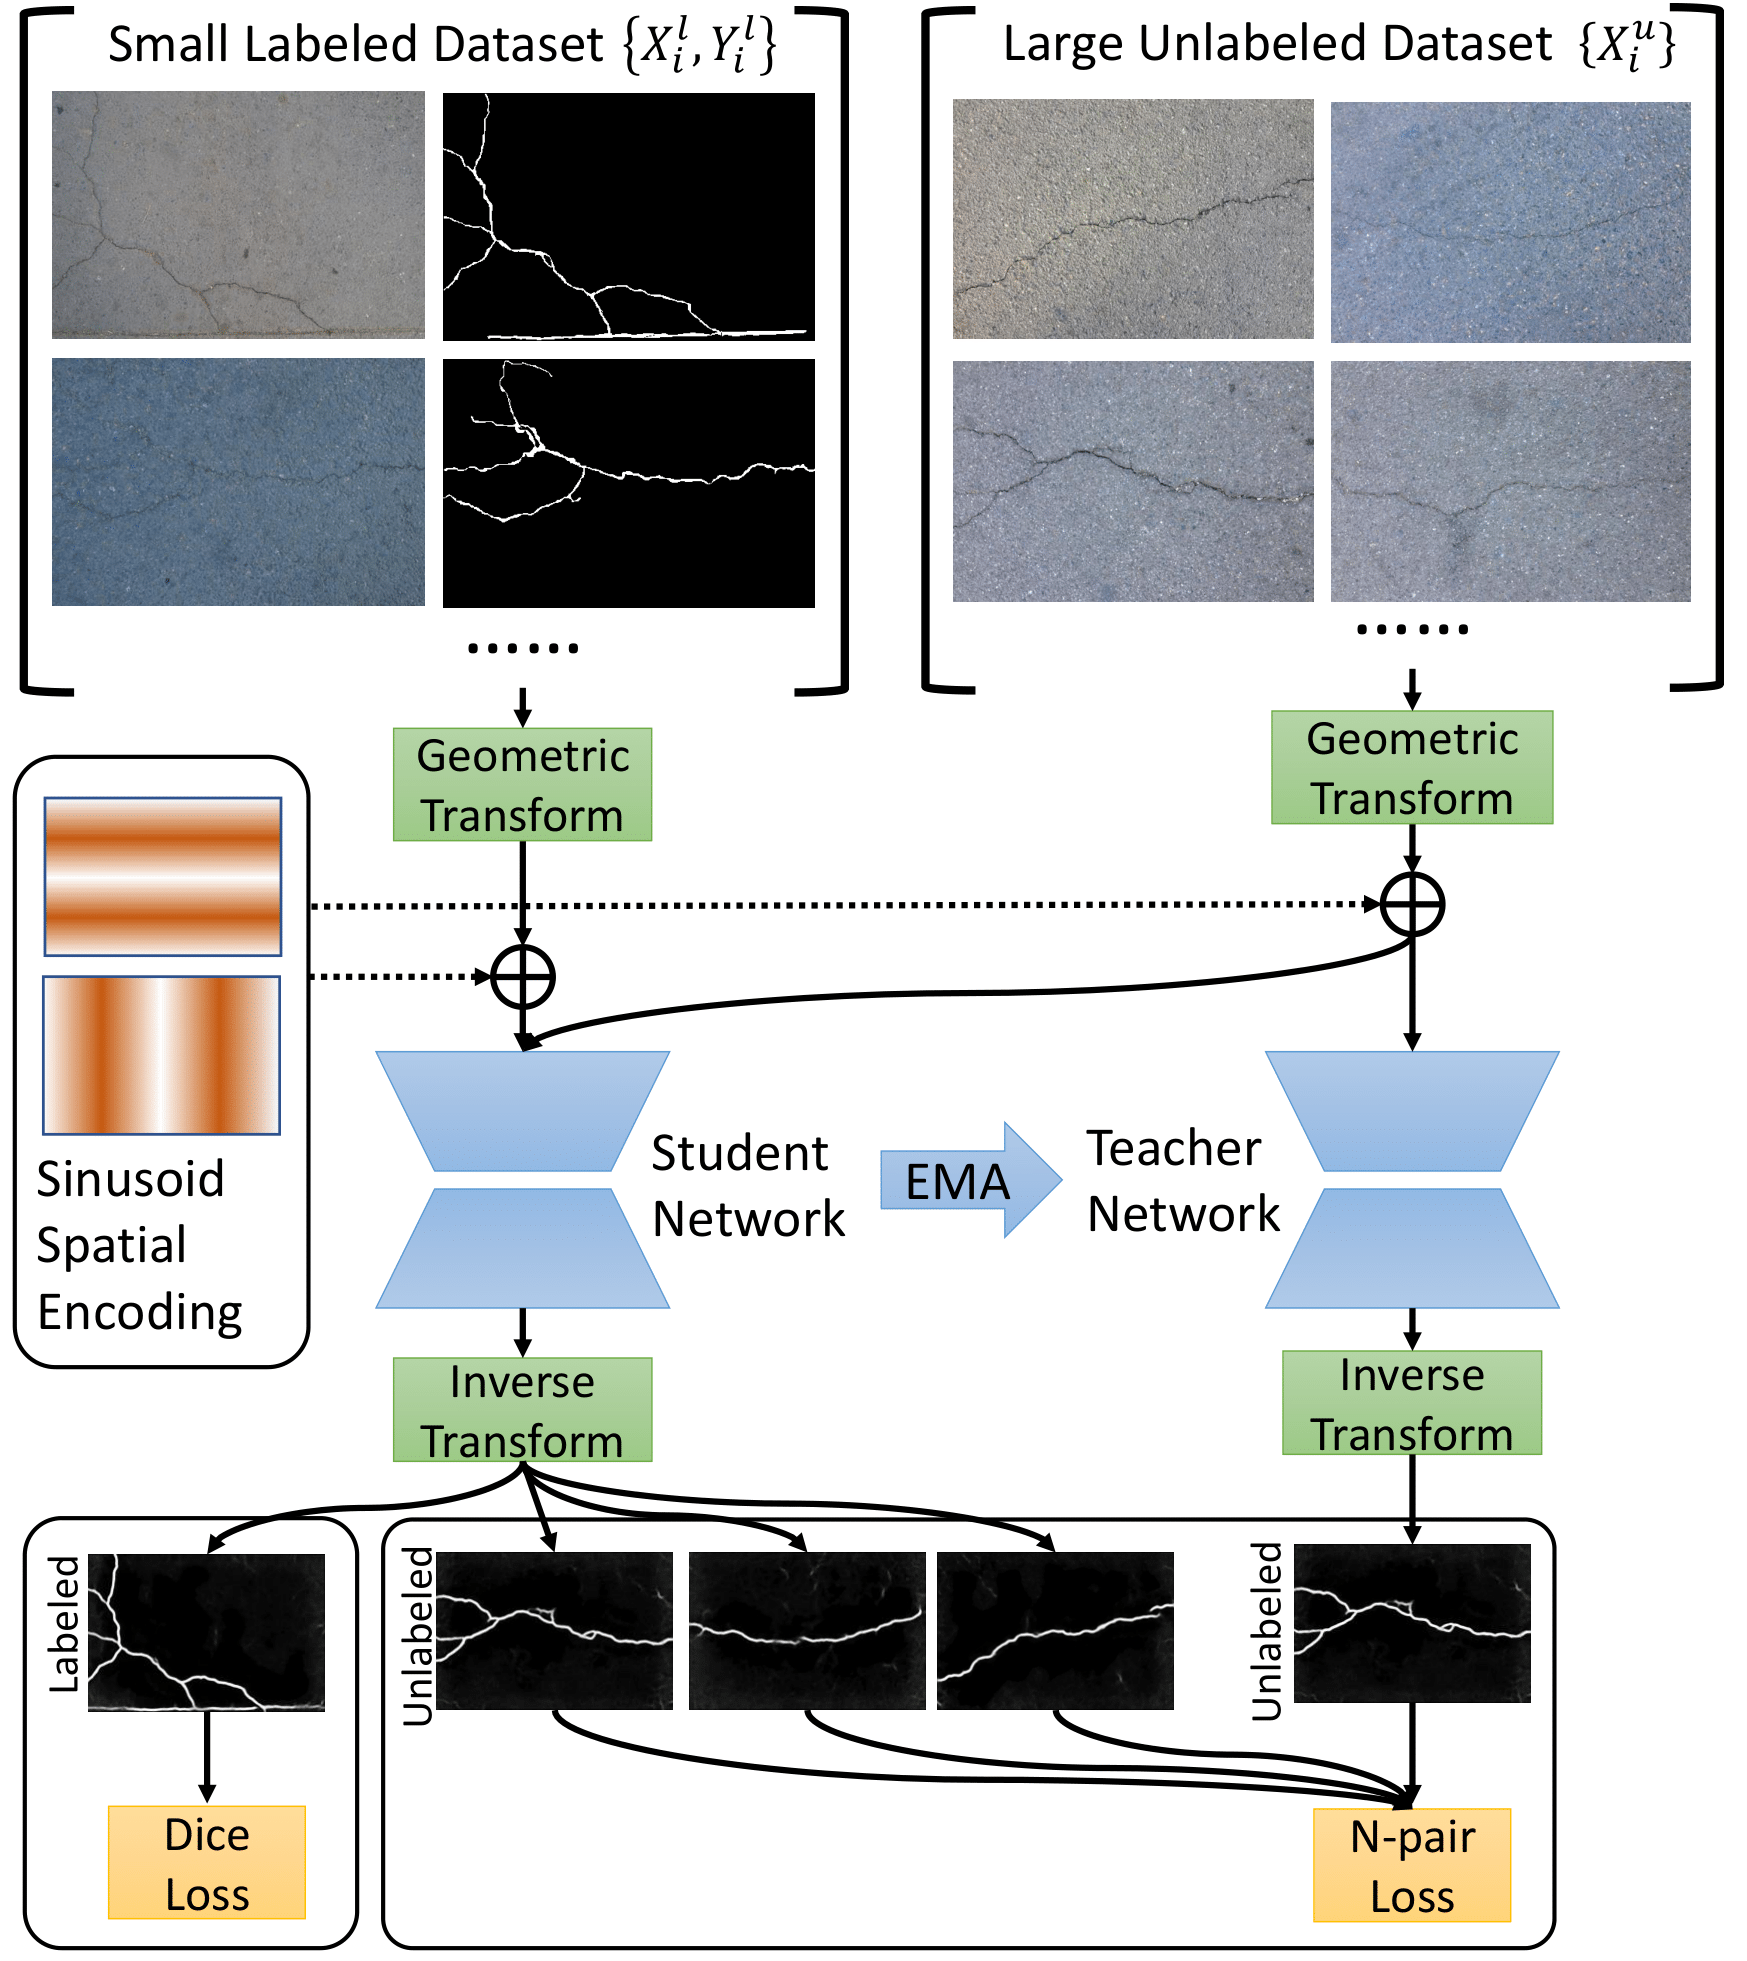 Small Labeled Dataset {X_i^l, Y_i^l}
Large Unlabeled Dataset {X_i^u}
......
......
Geometric
Transform
Geometric
Transform
Sinusoid
Spatial
Encoding
Student
Network
EMA
Teacher
Network
Inverse
Transform
Inverse
Transform
Labeled
Unlabeled
Unlabeled
Dice
Loss
N-pair
Loss